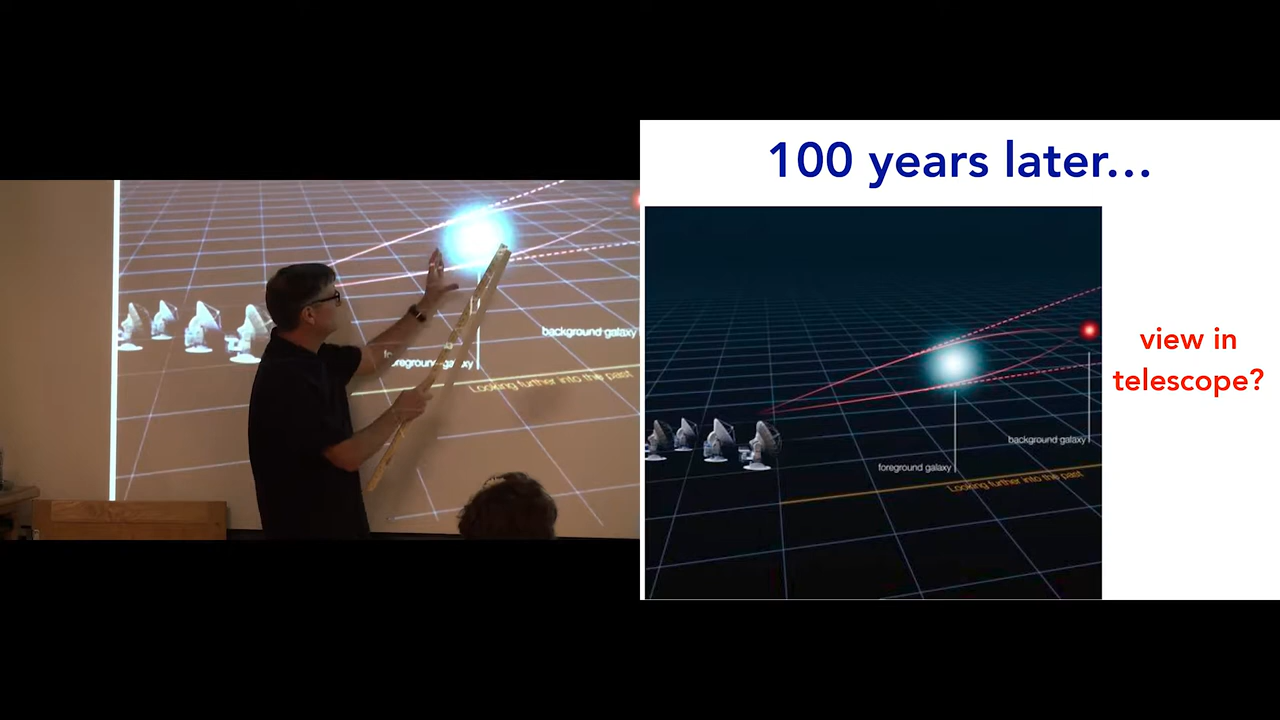 foreground galaxy
background galaxy
Looking further into the past
100 years later...
view in
telescope?
foreground galaxy
background galaxy
Looking further into the past